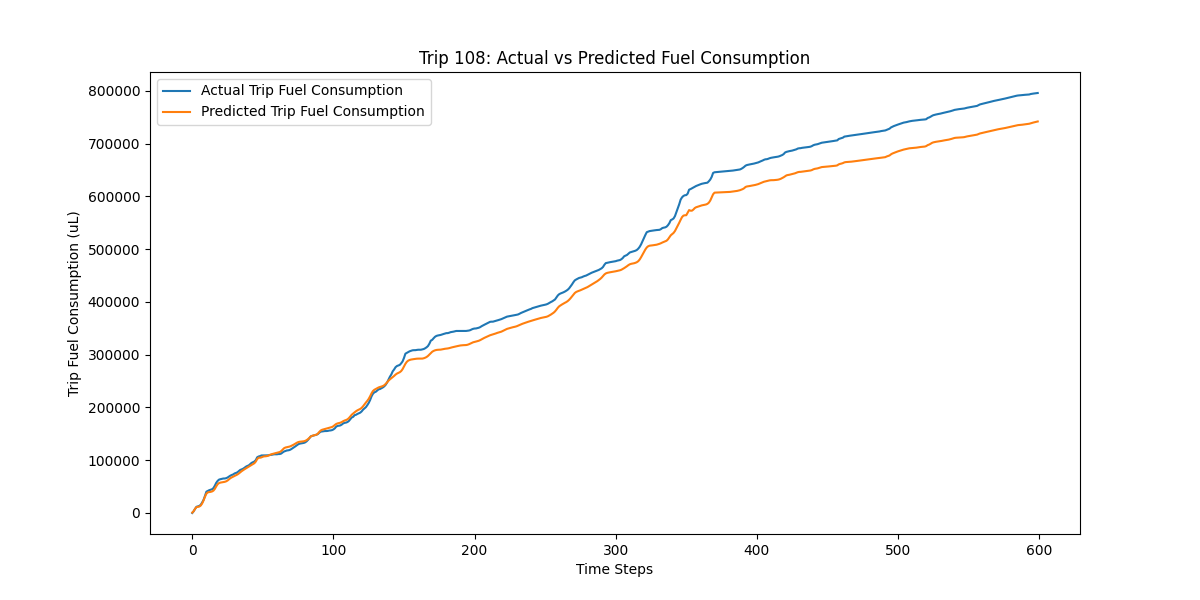 Trip 108: Actual vs Predicted Fuel Consumption
Actual Trip Fuel Consumption
Predicted Trip Fuel Consumption
Trip Fuel Consumption (uL)
800000
700000
600000
500000
400000
300000
200000
100000
0
0 100 200 300 400 500 600
Time Steps